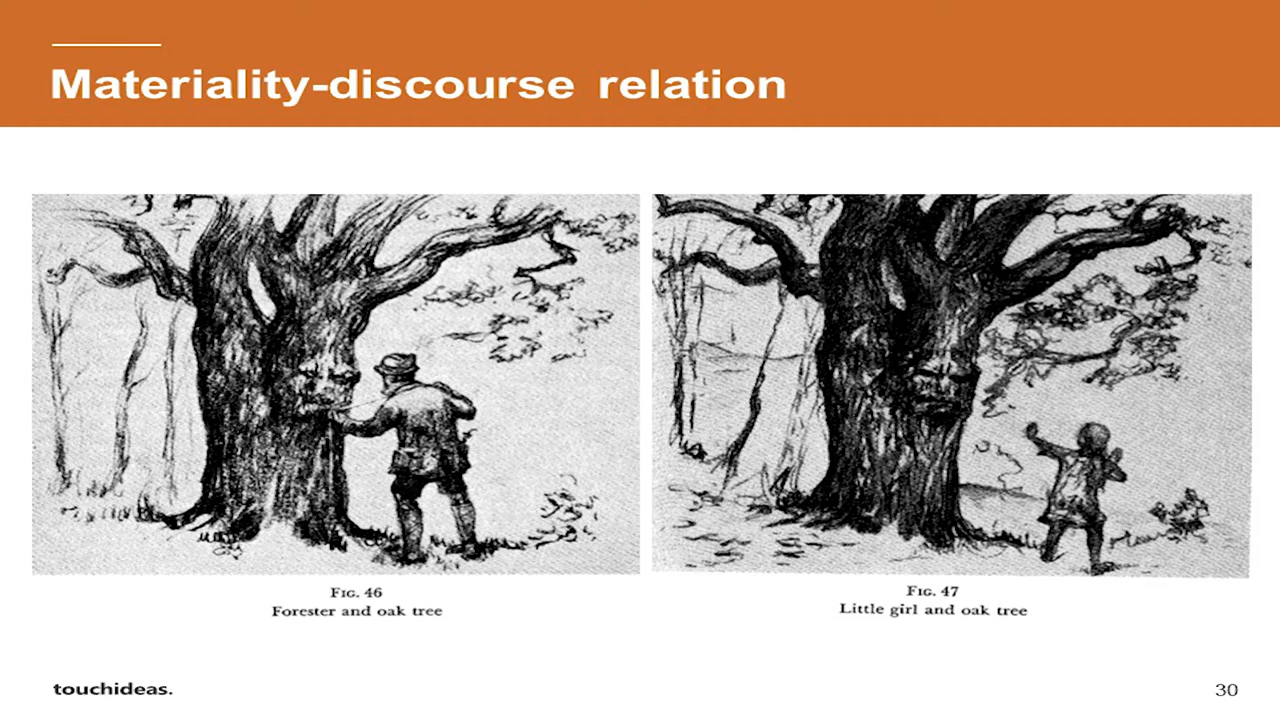 Materiality-discourse relation
FIG. 46
Forester and oak tree
FIG. 47
Little girl and oak tree
touchideas.
30